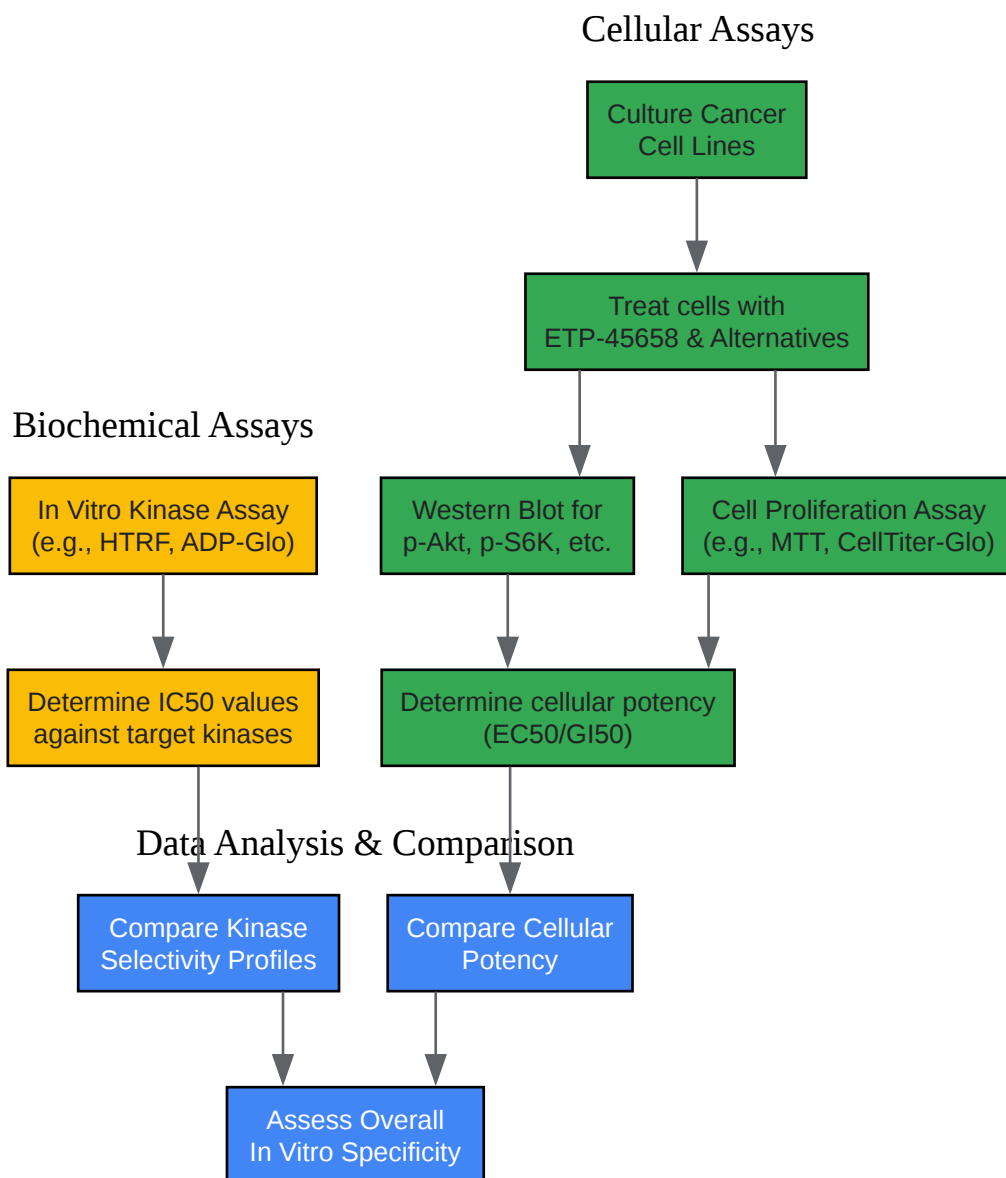 Cellular Assays
Culture Cancer
Cell Lines
Treat cells with
ETP-45658 & Alternatives
Biochemical Assays
In Vitro Kinase Assay
(e.g., HTRF, ADP-Glo)
Western Blot for
p-Akt, p-S6K, etc.
Cell Proliferation Assay
(e.g., MTT, CellTiter-Glo)
Determine IC50 values
against target kinases
Determine cellular potency
(EC50/GI50)
Data Analysis & Comparison
Compare Kinase
Selectivity Profiles
Compare Cellular
Potency
Assess Overall
In Vitro Specificity